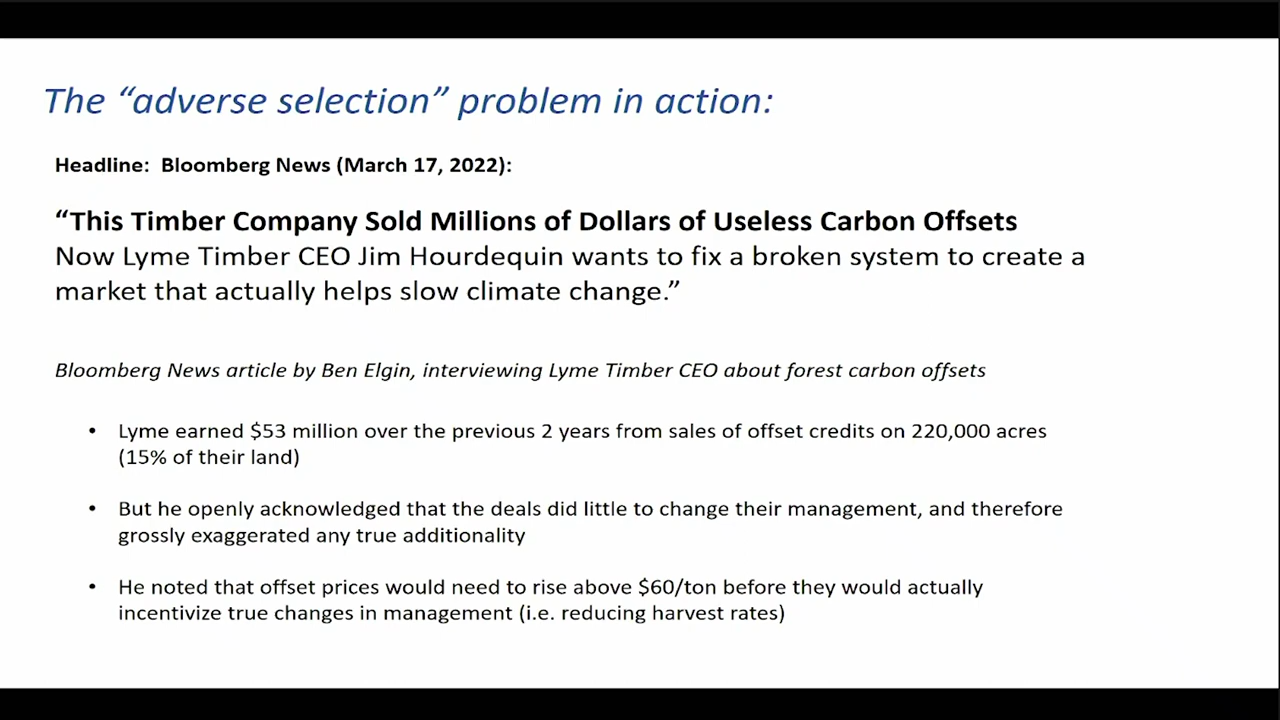 The “adverse selection” problem in action:
Headline: Bloomberg News (March 17, 2022):
“This Timber Company Sold Millions of Dollars of Useless Carbon Offsets
Now Lyme Timber CEO Jim Hourdequin wants to fix a broken system to create a
market that actually helps slow climate change.”
Bloomberg News article by Ben Elgin, interviewing Lyme Timber CEO about forest carbon offsets
• Lyme earned $53 million over the previous 2 years from sales of offset credits on 220,000 acres
(15% of their land)
• But he openly acknowledged that the deals did little to change their management, and therefore
grossly exaggerated any true additionality
• He noted that offset prices would need to rise above $60/ton before they would actually
incentivize true changes in management (i.e. reducing harvest rates)